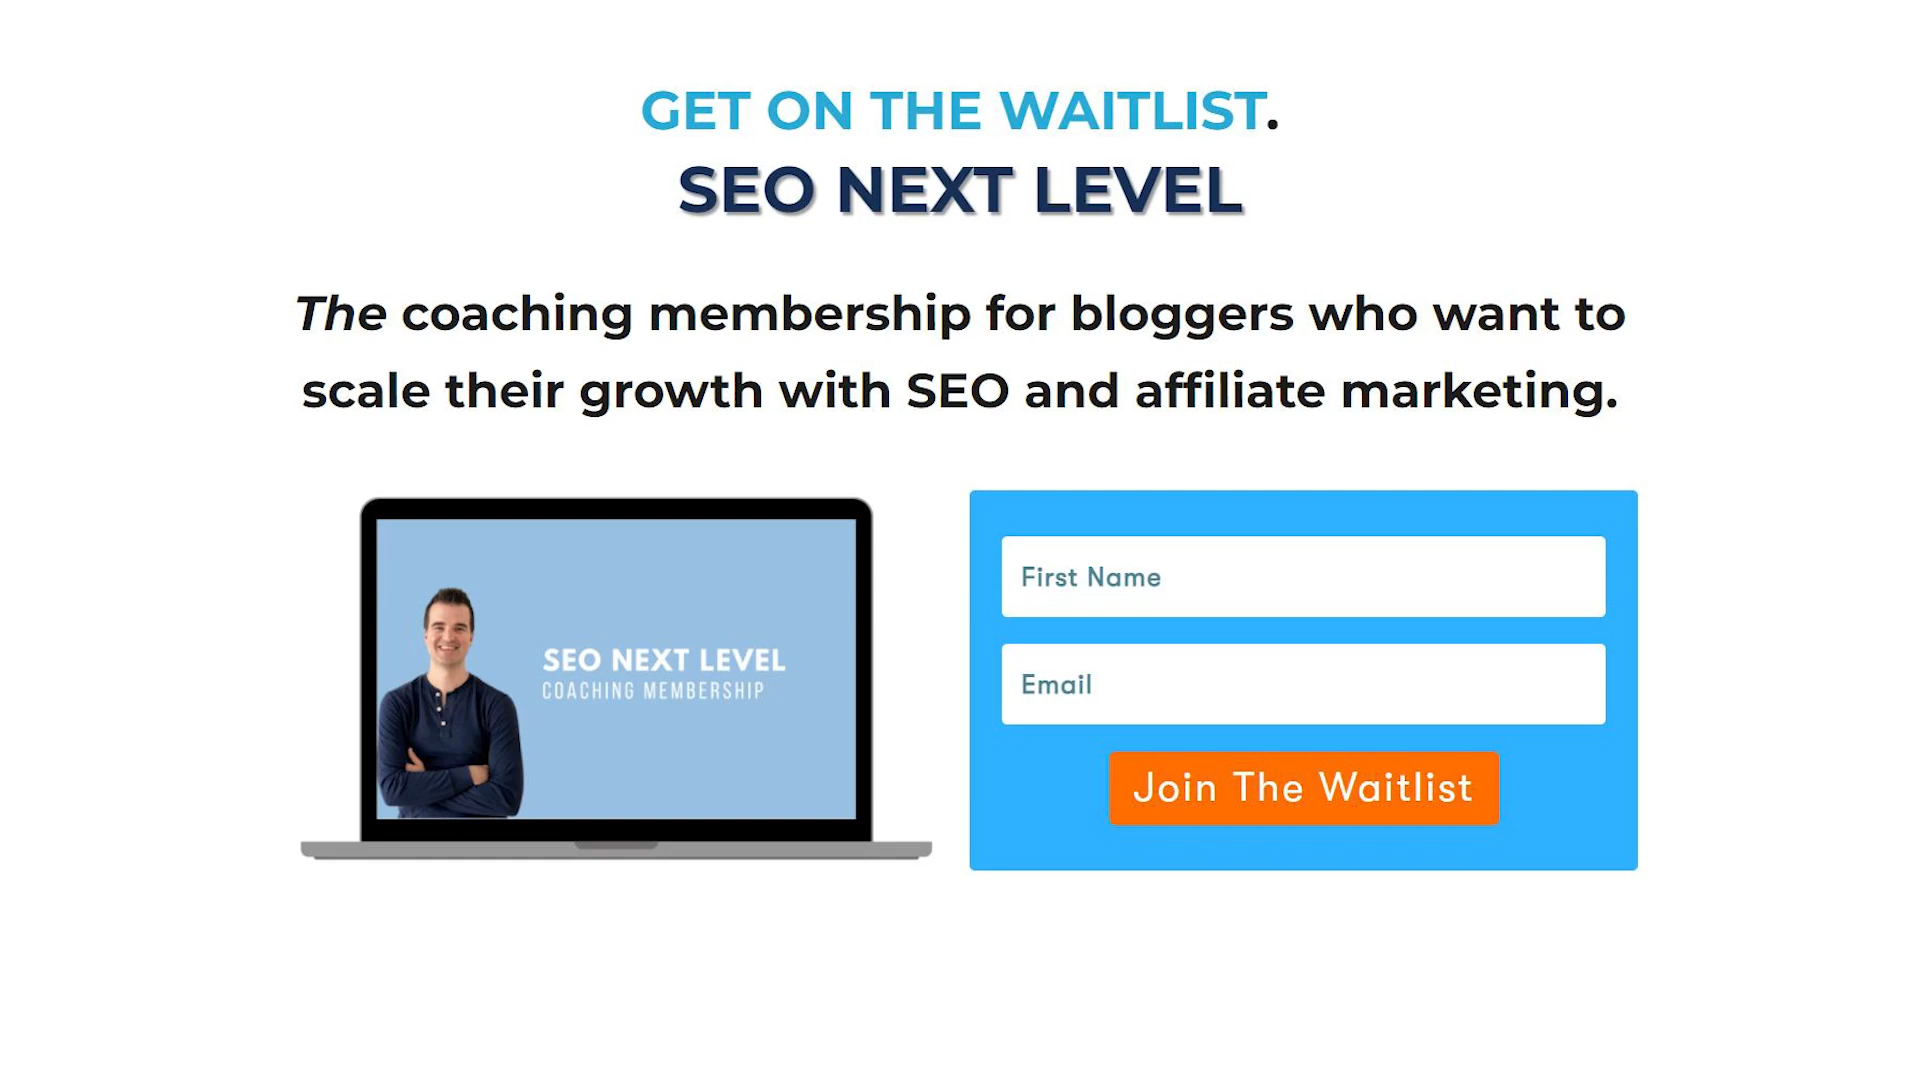 GET ON THE WAITLIST.
SEO NEXT LEVEL
The coaching membership for bloggers who want to
scale their growth with SEO and affiliate marketing.
SEO NEXT LEVEL
COACHING MEMBERSHIP
First Name
Email
Join The Waitlist